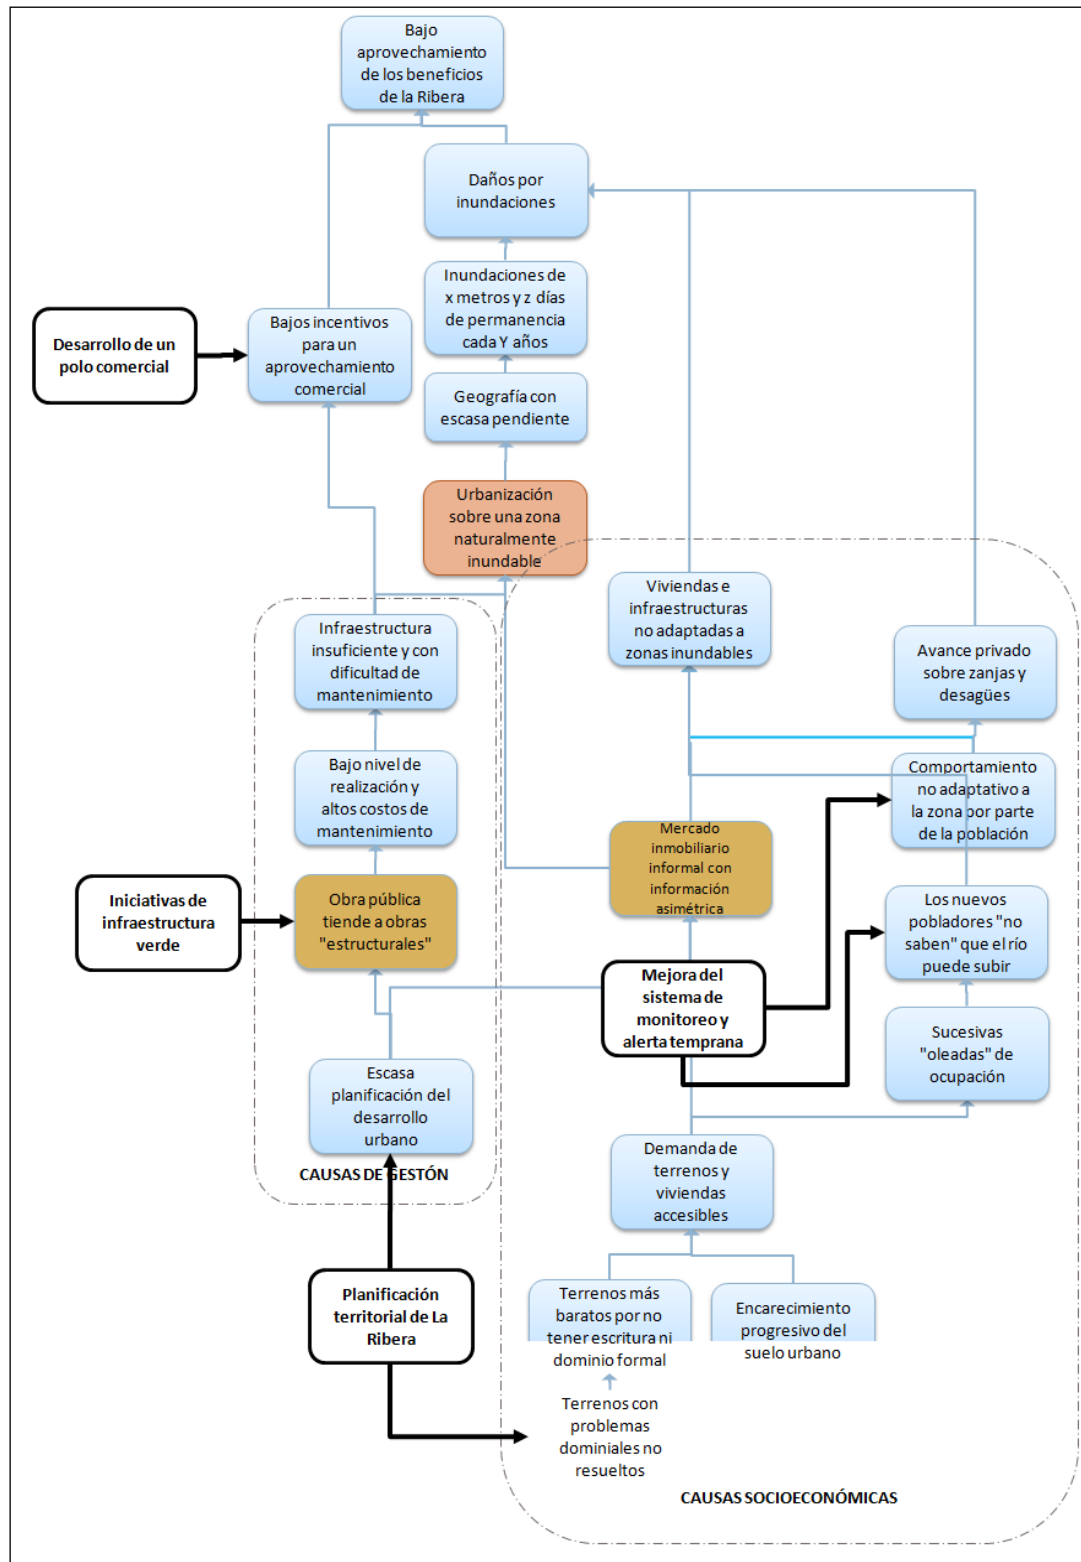 Bajo
aprovechamiento
de los beneficios
de la Ribera
Daños por
inundaciones
Inundaciones de
x metros y z días
de permanencia
cada Y años
Bajos incentivos
para un
aprovechamiento
comercial
Desarrollo de un
polo comercial
Geografía con
escasa pendiente
Urbanización
sobre una zona
naturalmente
inundable
Viviendas e
infraestructuras
no adaptadas a
zonas inundables
Infraestructura
insuficiente y con
dificultad de
mantenimiento
Avance privado
sobre zanjas y
desagües
Bajo nivel de
realización y
altos costos de
mantenimiento
Comportamiento
no adaptativo a
la zona por parte
de la población
Mercado
inmobiliario
informal con
información
asimétrica
Iniciativas de
infraestructura
verde
Obra pública
tiende a obras
"estructurales"
Los nuevos
pobladores "no
saben" que el río
puede subir
Mejora del
sistema de
monitoreo y
alerta temprana
Sucesivas
"oleadas" de
ocupación
Escasa
planificación del
desarrollo
urbano
CAUSAS DE GESTÓN
Demanda de
terrenos y
viviendas
accesibles
Planificación
territorial de La
Ribera
Terrenos más
baratos por no
tener escritura ni
dominio formal
Encarecimiento
progresivo del
suelo urbano
Terrenos con
problemas
dominiales no
resueltos
CAUSAS SOCIOECONÓMICAS